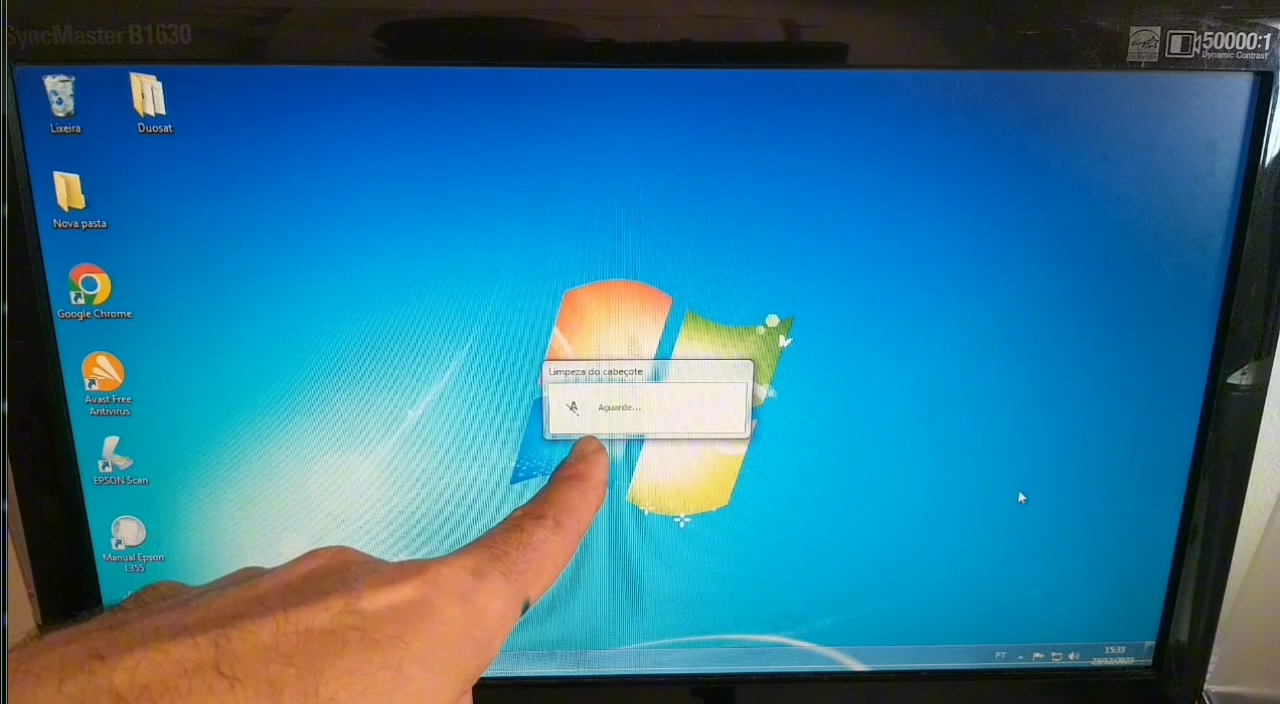 SyncMaster B1630
50000:1
Dynamic Contrast
Lixeira
Duosat
Nova pasta
Google Chrome
Avast Free
Antivirus
EPSON Scan
Manual Epson
L355
Limpeza do cabeçote
Aguarde...
PT
15:33